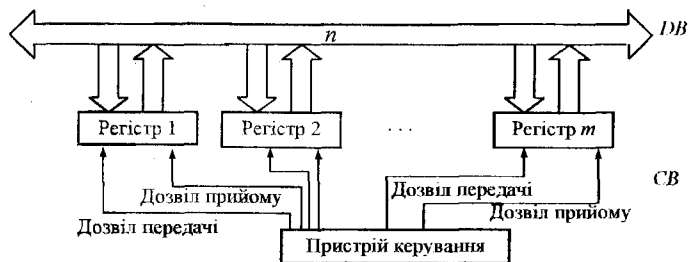 DB
n
Регістр 1
Регістр 2
. . .
Регістр m
CB
Дозвіл передачі
Дозвіл прийому
Дозвіл прийому
Дозвіл передачі
Пристрій керування